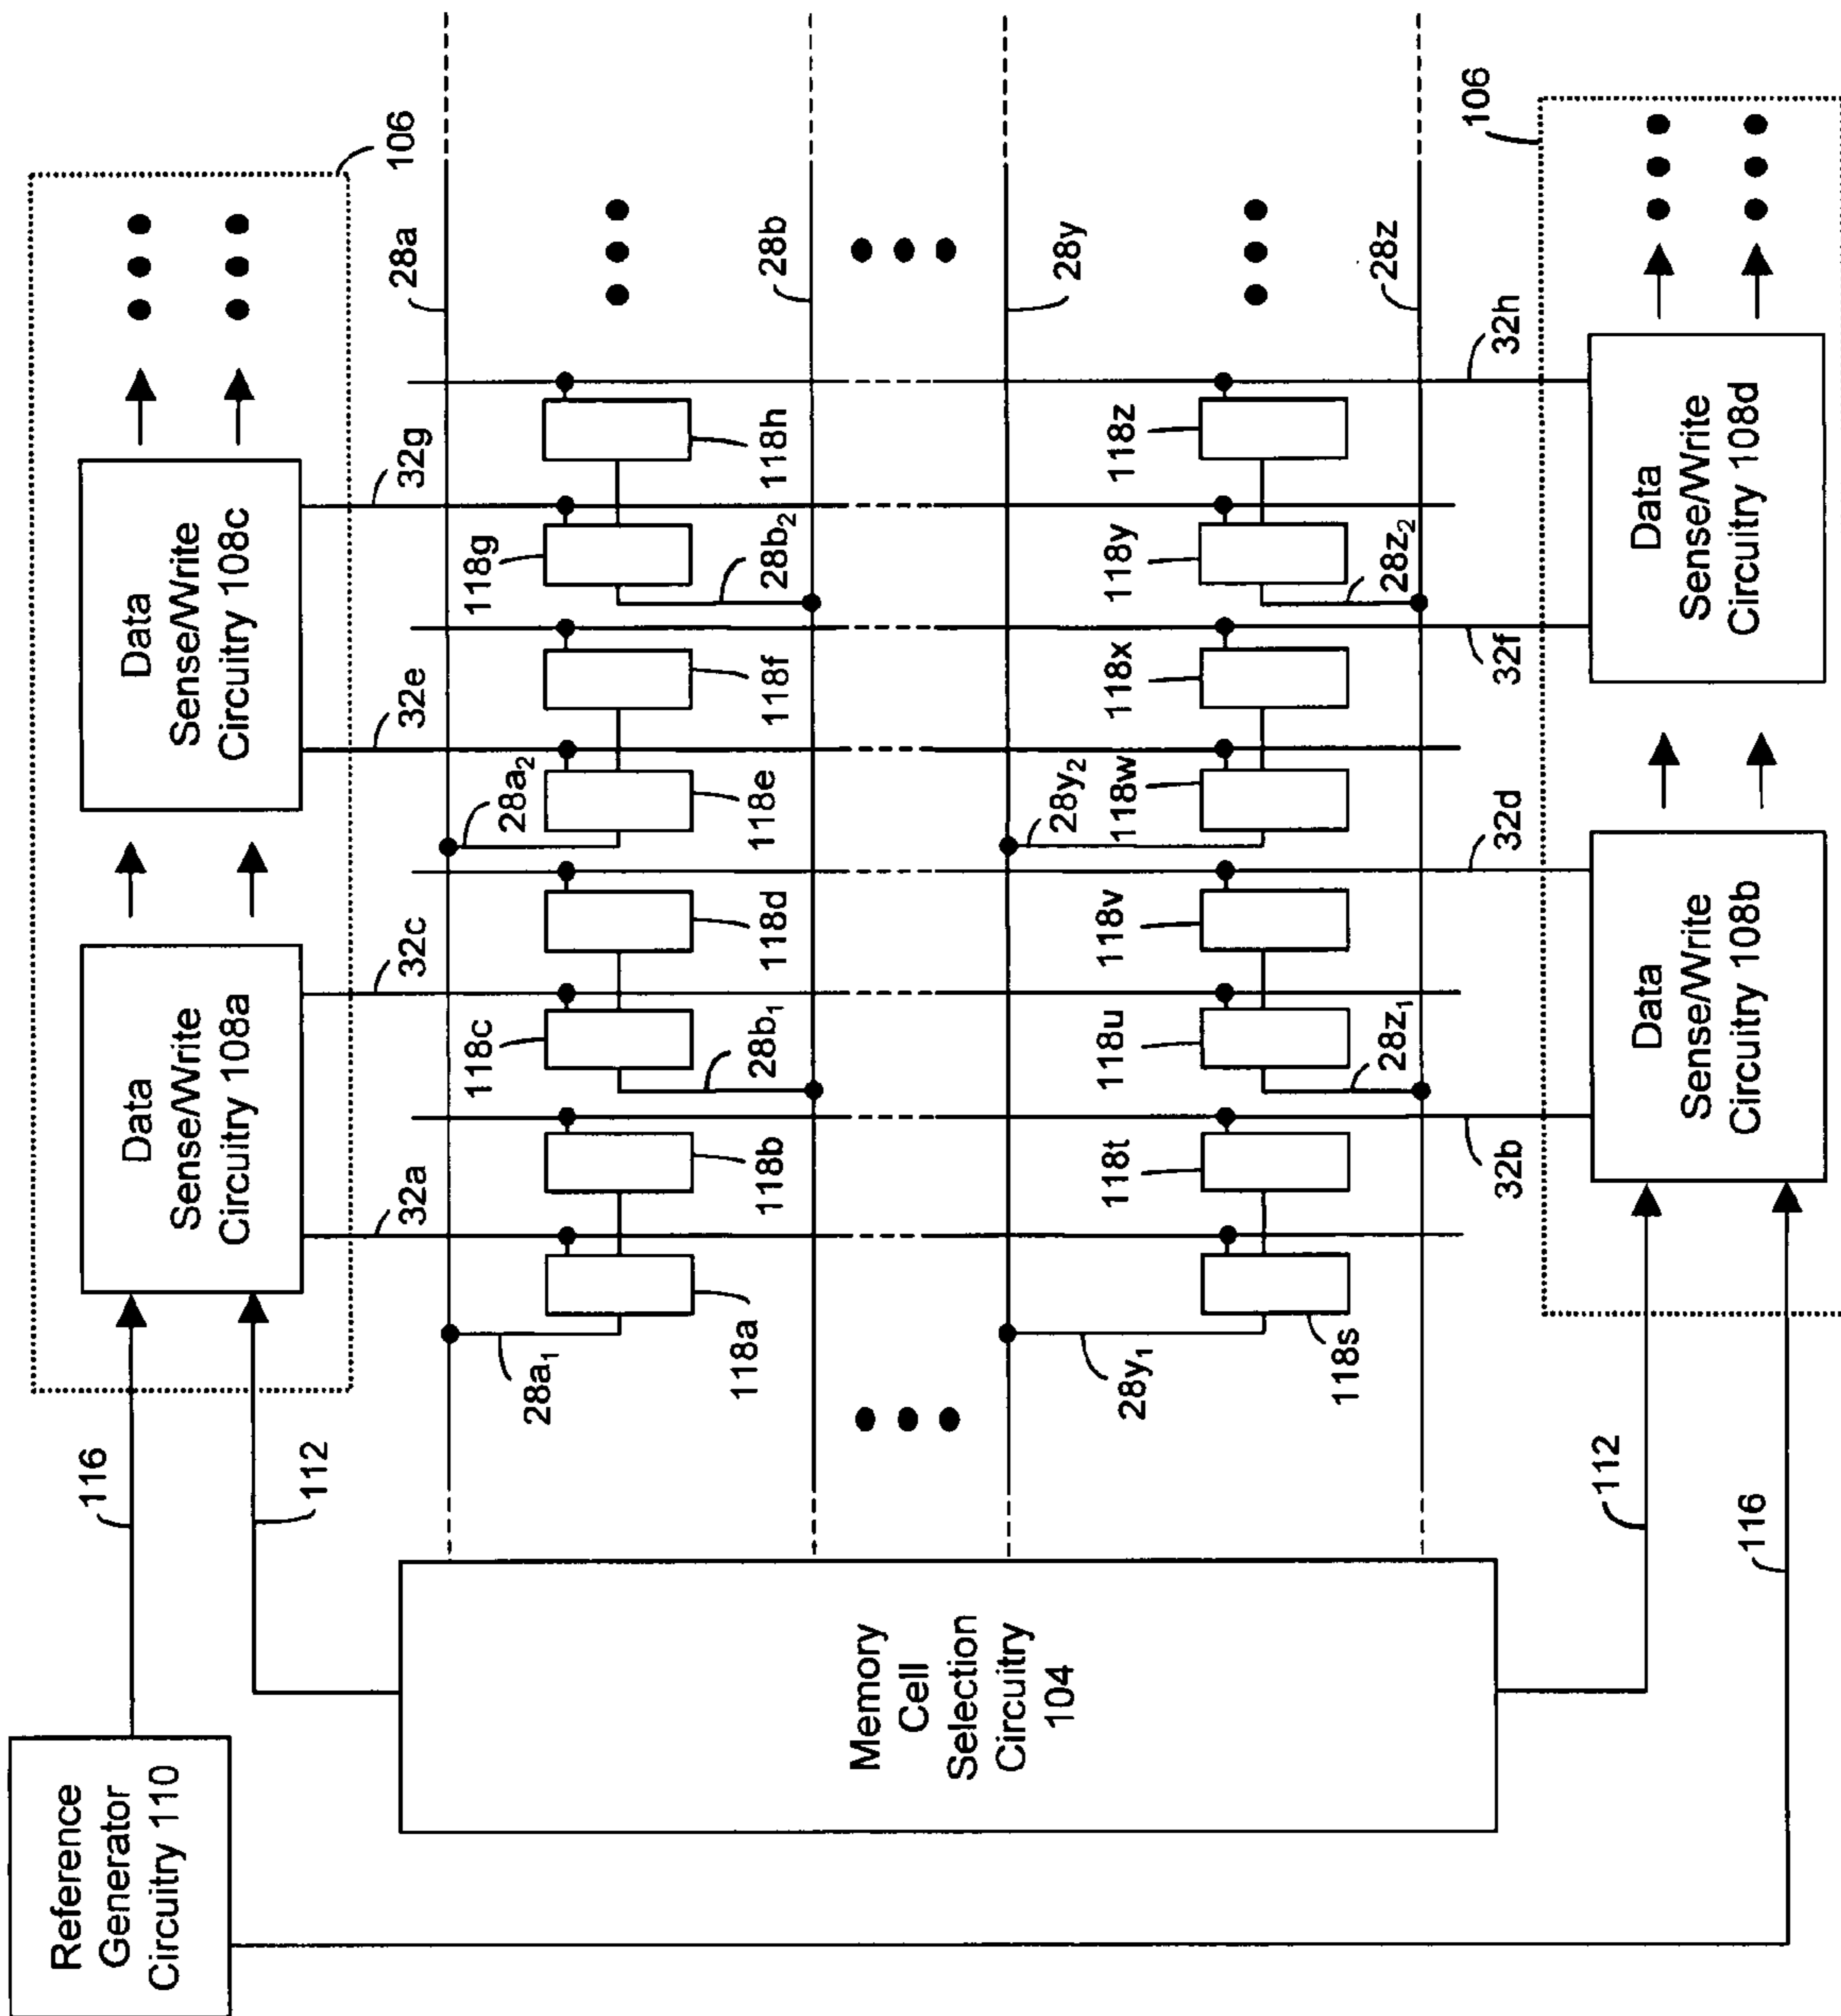 Reference
Generator
Circuitry 110
116
112
Data
Sense/Write
Circuitry 108a
Data
Sense/Write
Circuitry 108c
106
32a
32c
32e
32g
28a
28a₁
118a
118b
118c
28b₁
118d
28a₂
118e
118f
118g
28b₂
118h
28b
Memory
Cell
Selection
Circuitry
104
28y
28y₁
118s
118t
118u
28z₁
118v
28y₂
118w
118x
118y
28z₂
118z
28z
32b
32d
32f
32h
112
116
Data
Sense/Write
Circuitry 108b
Data
Sense/Write
Circuitry 108d
106